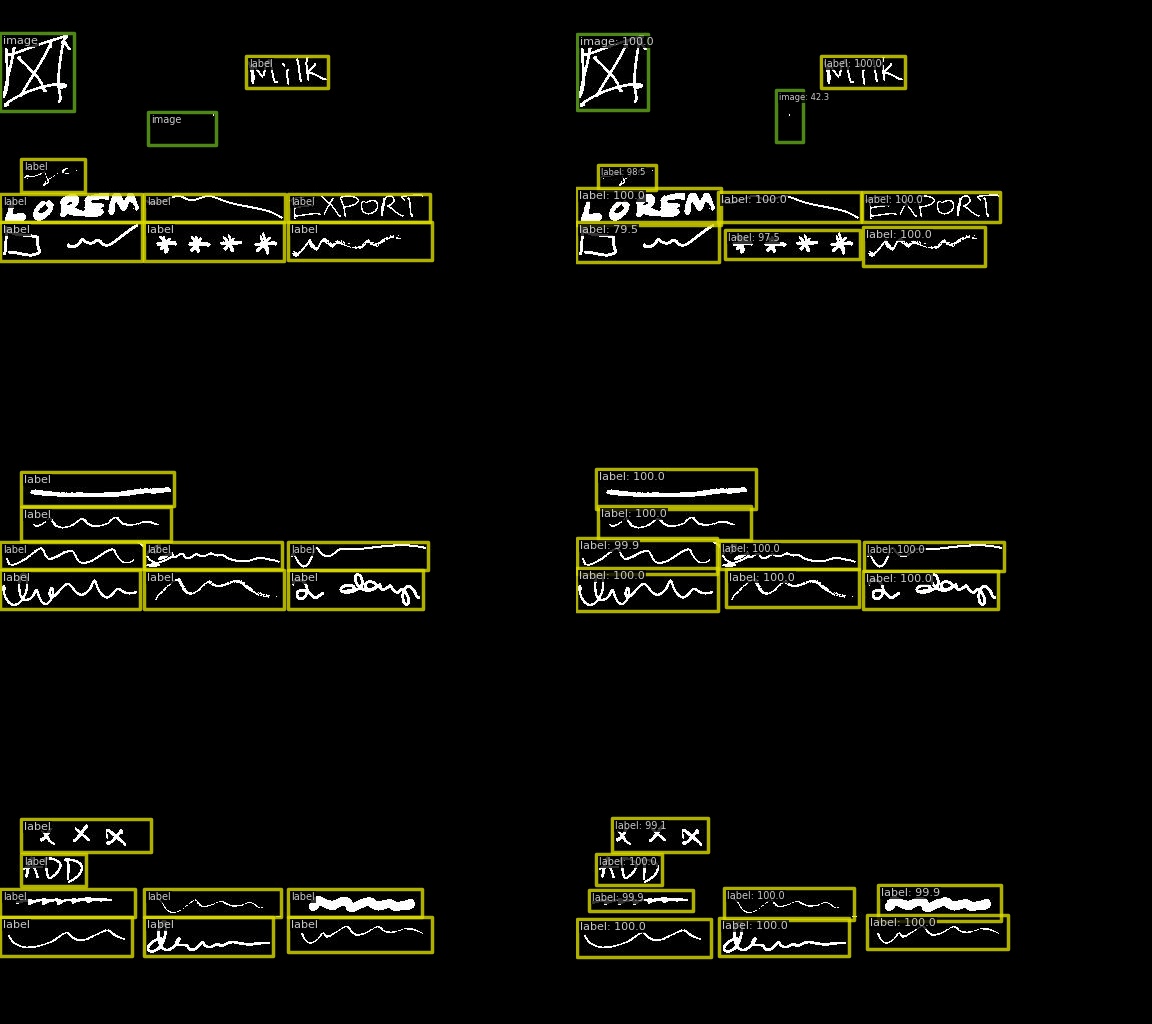 image image: 100.0
label Milk label: 100.0 Milk
image image: 42.3
label label: 98.5
label LOREM label label EXPORT label: 100.0 LOREM label: 100.0 label: 100.0 EXPORT
label label * * * * label label: 79.5 label: 97.5 * * * * label: 100.0
label label: 100.0
label label: 100.0
label label label label: 99.9 label: 100.0 label: 100.0
label label label label: 100.0 label: 100.0 label: 100.0
label x x x label: 99.1 x x x
label label: 100.0
label label label label: 99.9 label: 100.0 label: 99.9
label label label label: 100.0 label: 100.0 label: 100.0